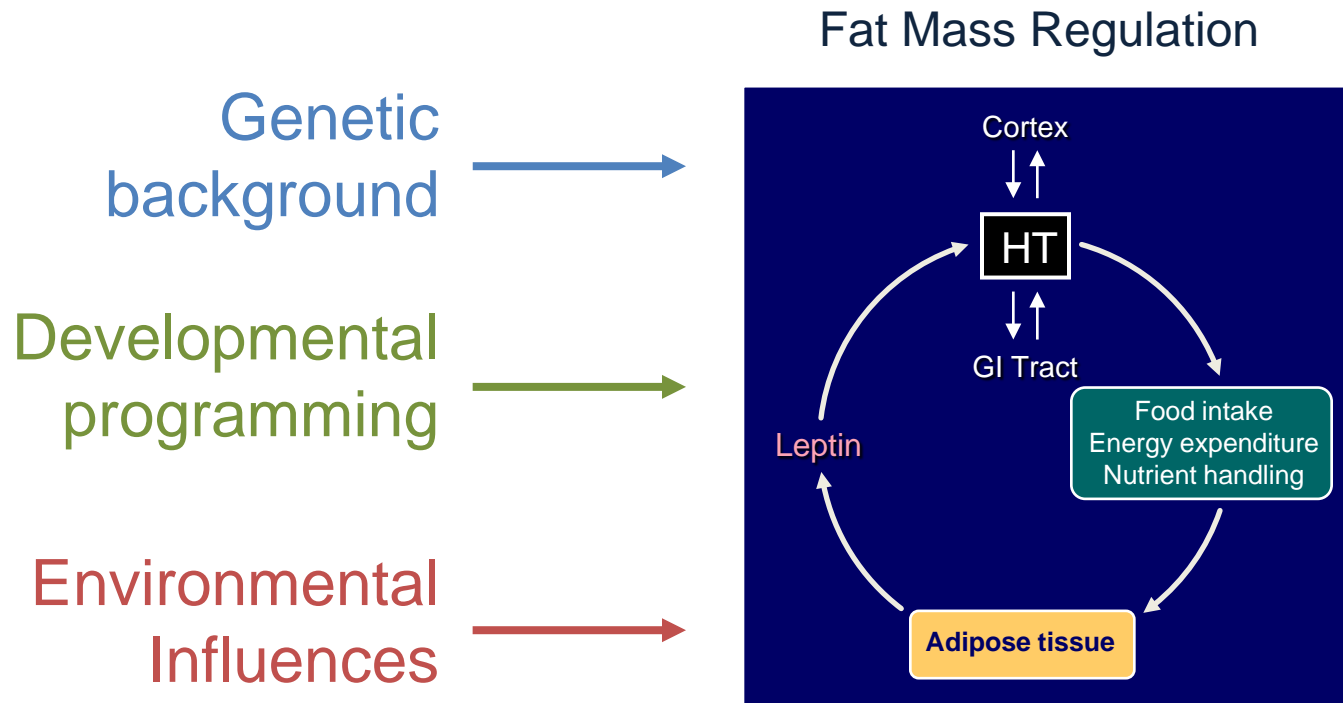 Fat Mass Regulation
Genetic
background
Developmental
programming
Environmental
Influences
Cortex
HT
GI Tract
Food intake
Energy expenditure
Nutrient handling
Leptin
Adipose tissue